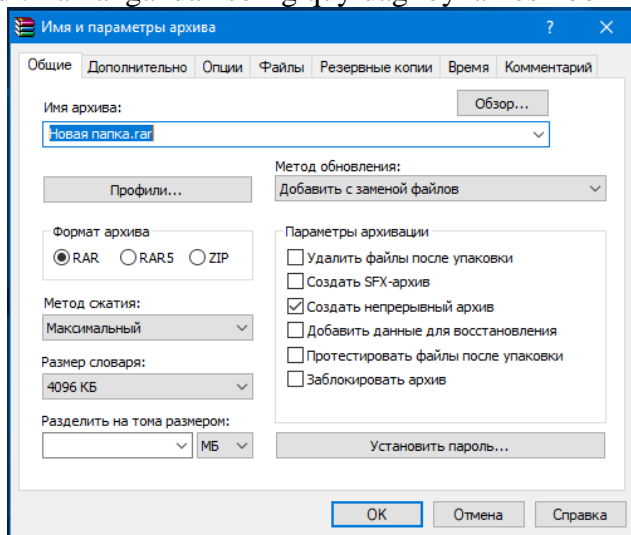 Имя и параметры архива ?
Общие Дополнительно Опции Файлы Резервные копии Время Комментарий
Имя архива:
Обзор...
Новая папка.rar
Метод обновления:
Профили...
Добавить с заменой файлов
Формат архива
RAR RAR5 ZIP
Метод сжатия:
Максимальный
Размер словаря:
4096 КБ
Разделить на тома размером:
МБ
Параметры архивации
Удалить файлы после упаковки
Создать SFX-архив
Создать непрерывный архив
Добавить данные для восстановления
Протестировать файлы после упаковки
Заблокировать архив
Установить пароль...
OK Отмена Справка